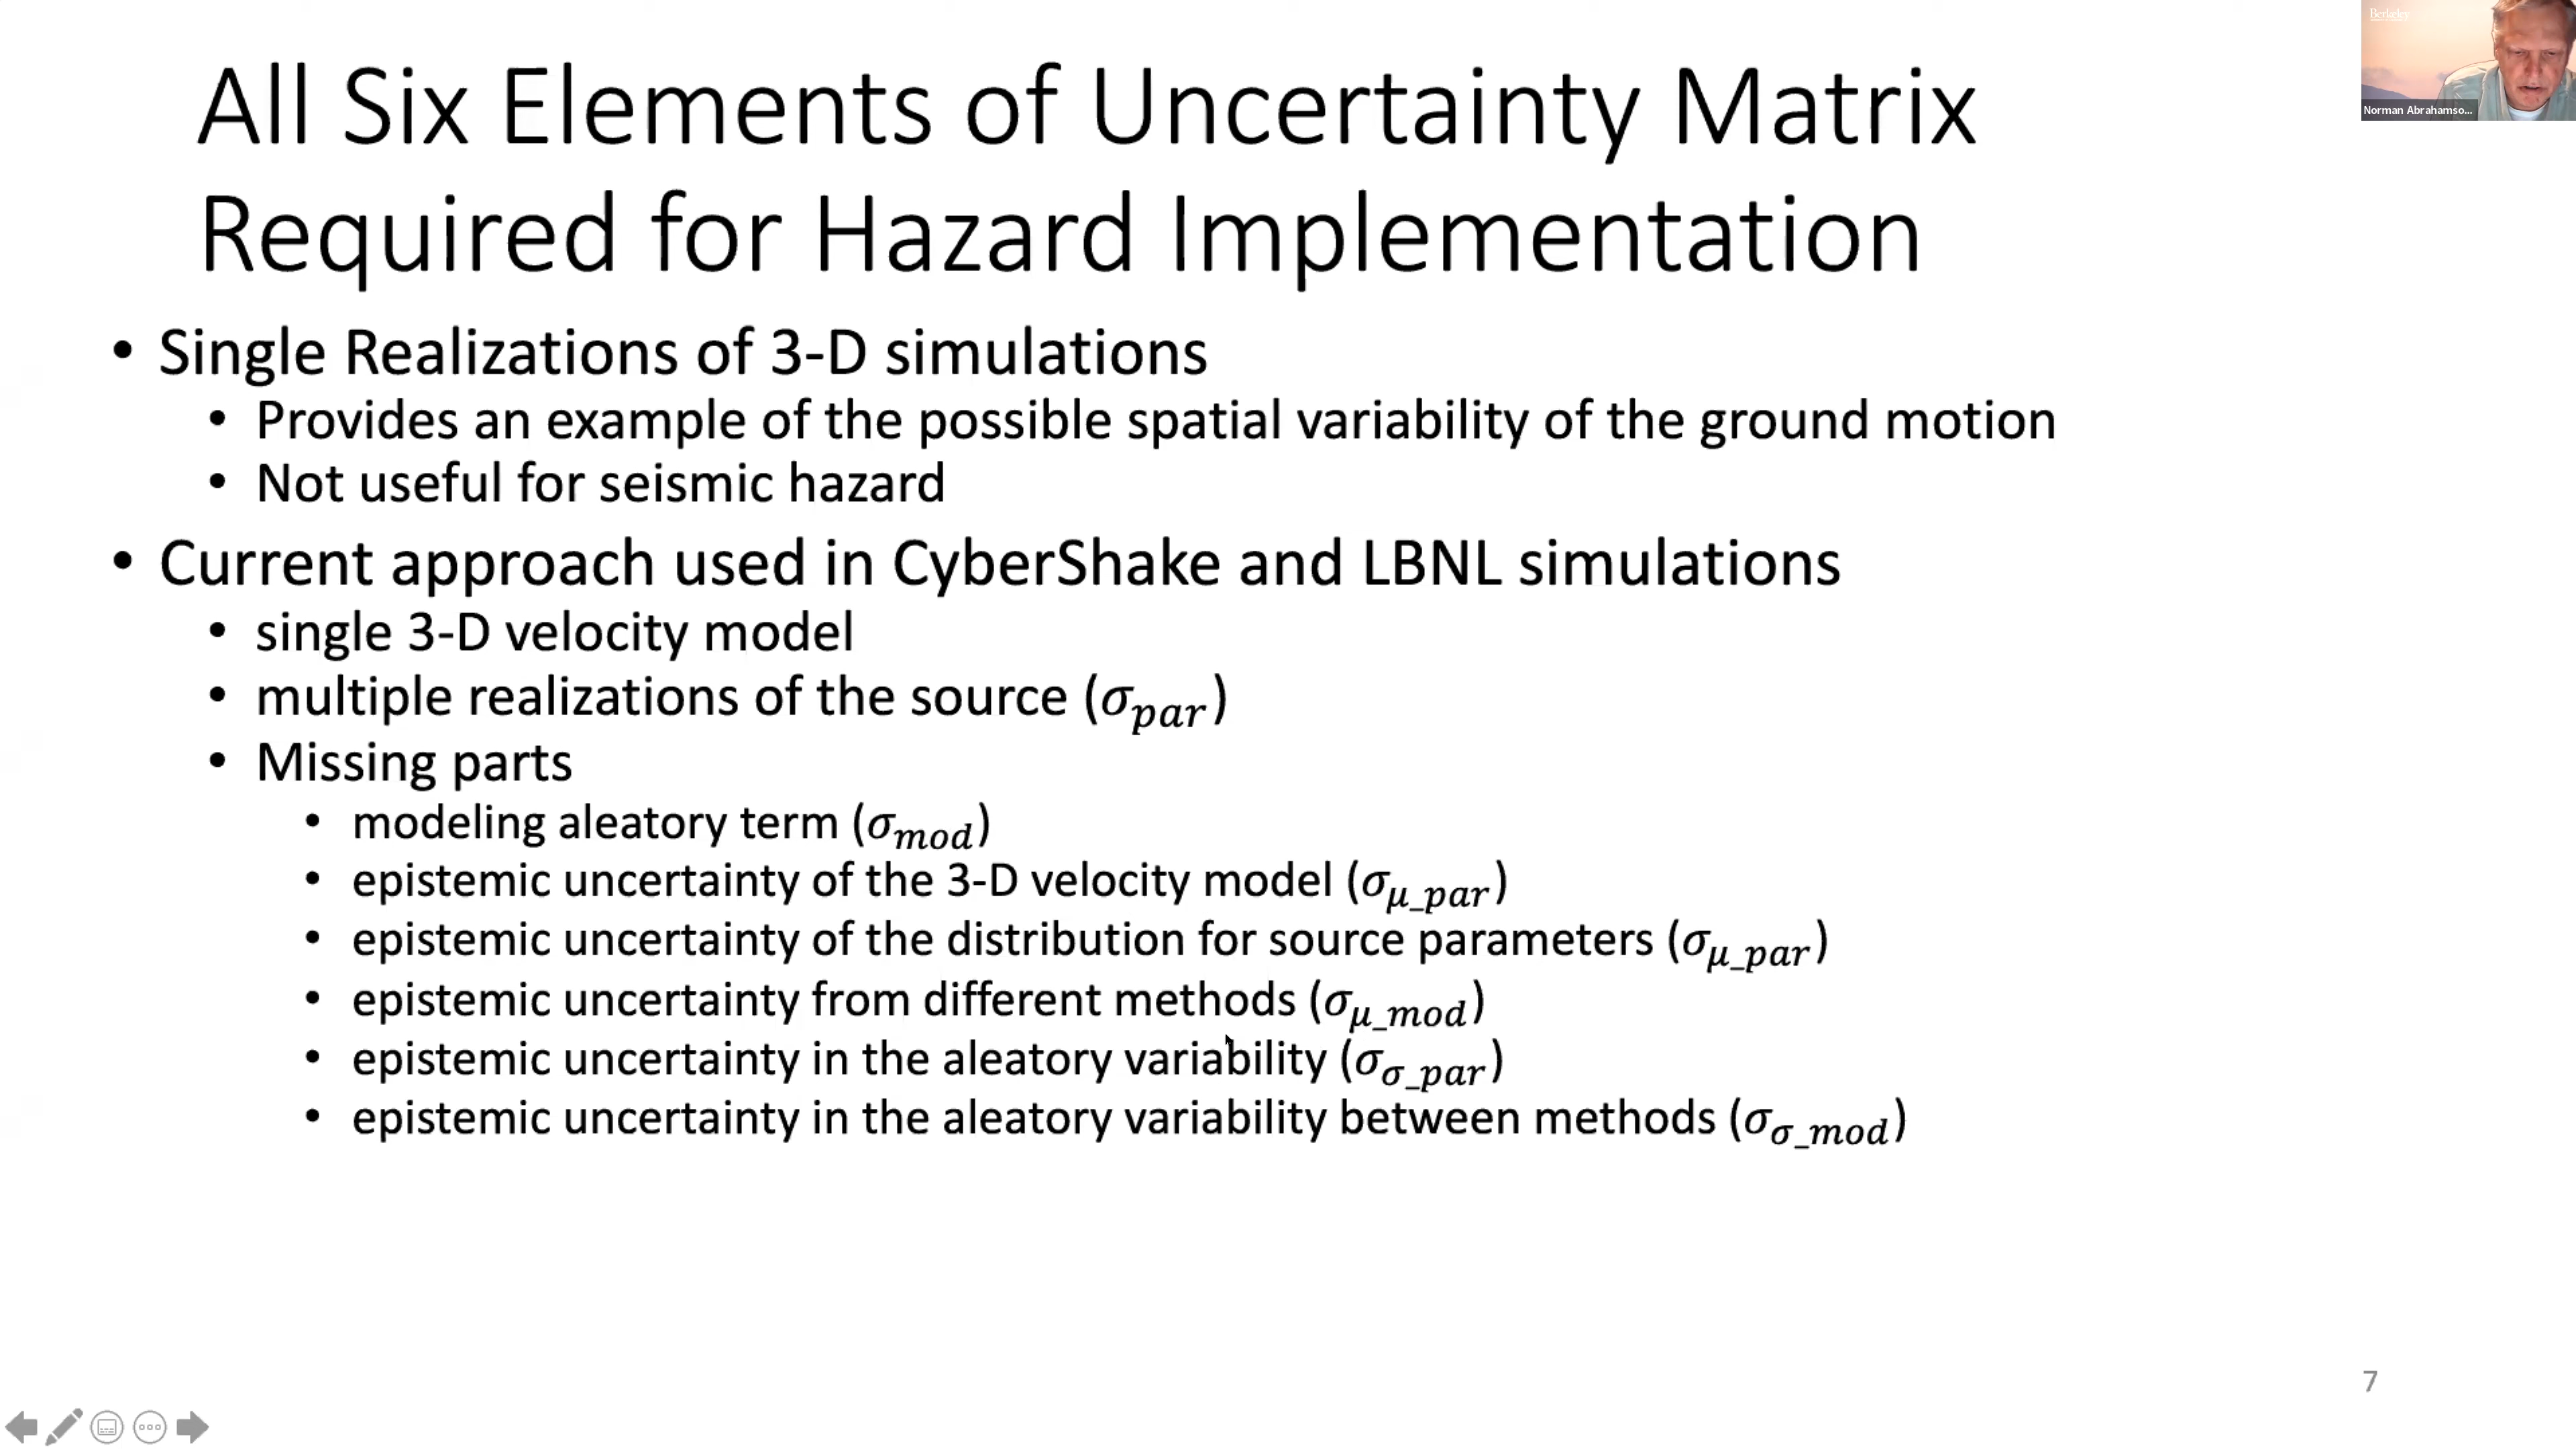 Berkeley
Norman Abrahamso...
All Six Elements of Uncertainty Matrix
Required for Hazard Implementation
• Single Realizations of 3-D simulations
• Provides an example of the possible spatial variability of the ground motion
• Not useful for seismic hazard
• Current approach used in CyberShake and LBNL simulations
• single 3-D velocity model
• multiple realizations of the source (σ_par)
• Missing parts
• modeling aleatory term (σ_mod)
• epistemic uncertainty of the 3-D velocity model (σ_μ_par)
• epistemic uncertainty of the distribution for source parameters (σ_μ_par)
• epistemic uncertainty from different methods (σ_μ_mod)
• epistemic uncertainty in the aleatory variability (σ_σ_par)
• epistemic uncertainty in the aleatory variability between methods (σ_σ_mod)
7